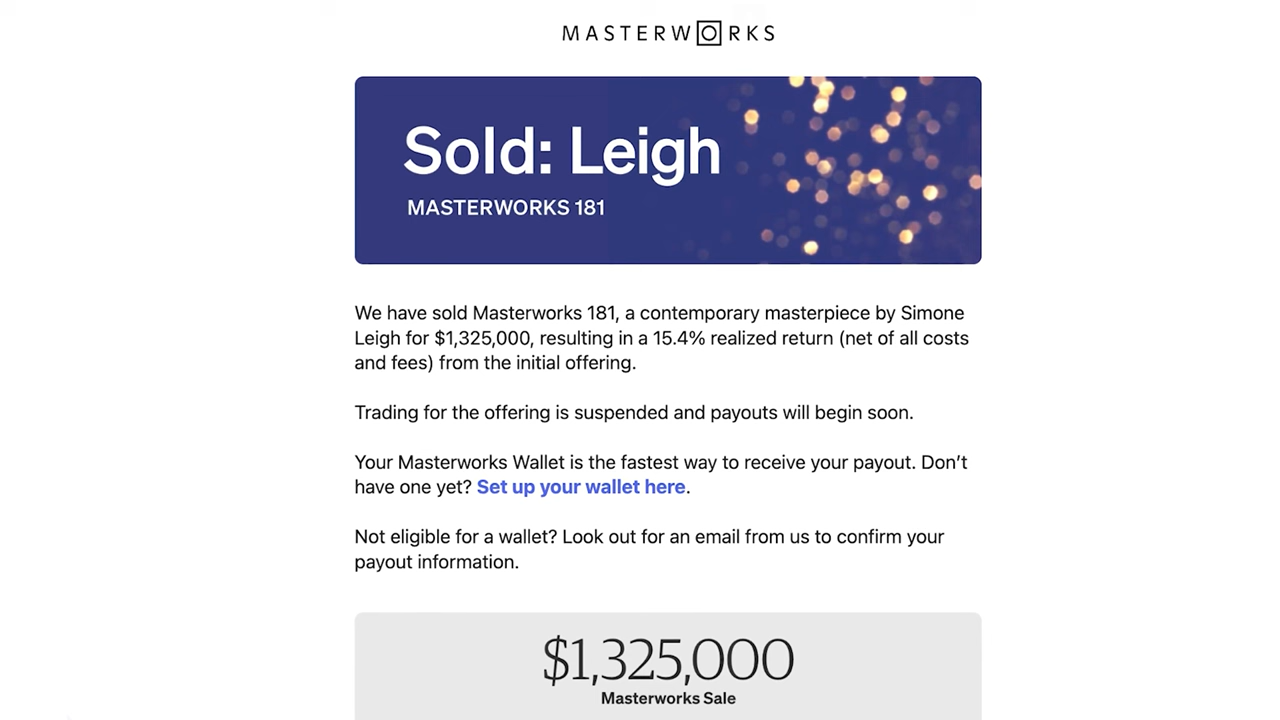 MASTERWORKS
Sold: Leigh
MASTERWORKS 181
We have sold Masterworks 181, a contemporary masterpiece by Simone
Leigh for $1,325,000, resulting in a 15.4% realized return (net of all costs
and fees) from the initial offering.
Trading for the offering is suspended and payouts will begin soon.
Your Masterworks Wallet is the fastest way to receive your payout. Don’t
have one yet? Set up your wallet here.
Not eligible for a wallet? Look out for an email from us to confirm your
payout information.
$1,325,000
Masterworks Sale